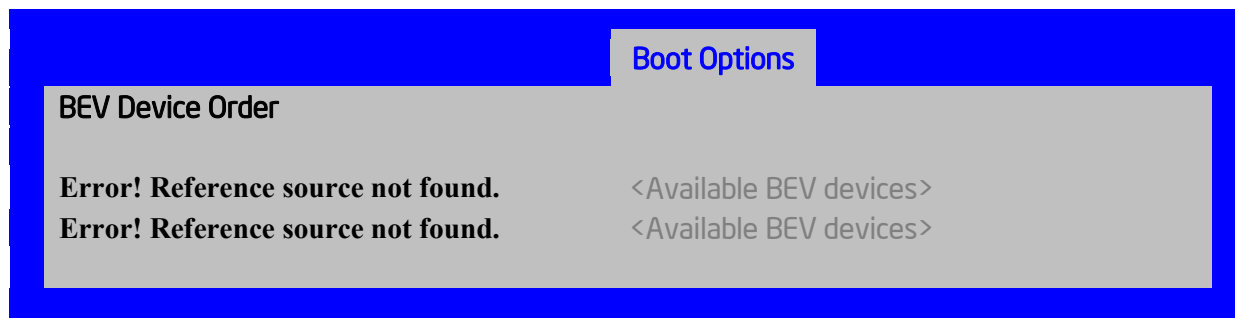 Boot Options
BEV Device Order
Error! Reference source not found. <Available BEV devices>
Error! Reference source not found. <Available BEV devices>